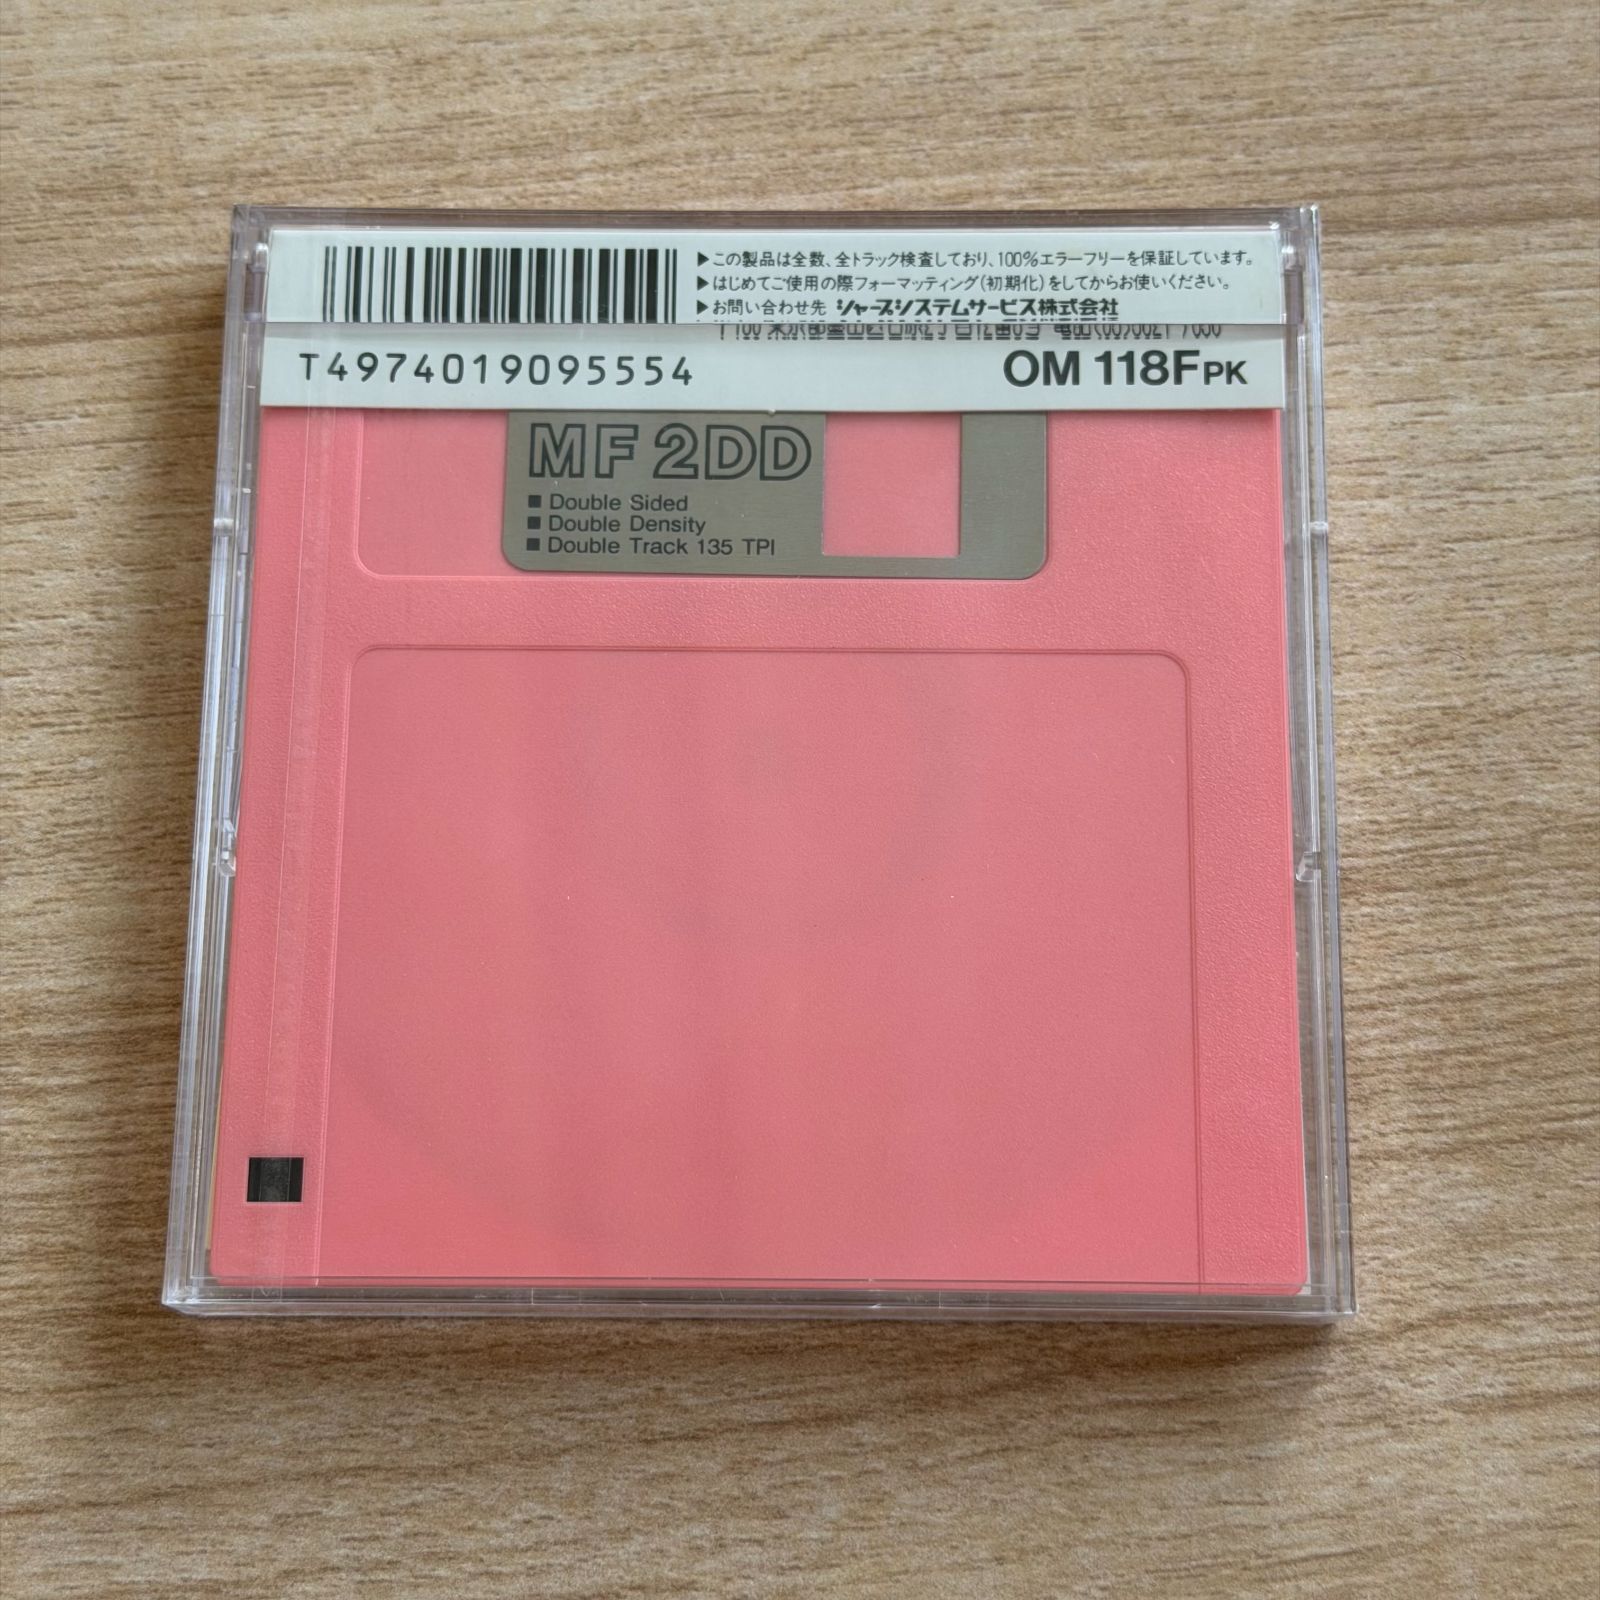 ▶この製品は全数、全トラック検査しており、100%エラーフリーを保証しています。
▶はじめてご使用の際フォーマッティング(初期化)をしてからお使いください。
▶お問い合わせ先 シャープシステムサービス株式会社
T4974019095554
OM 118F PK
MF 2DD
■ Double Sided
■ Double Density
■ Double Track 135 TPI